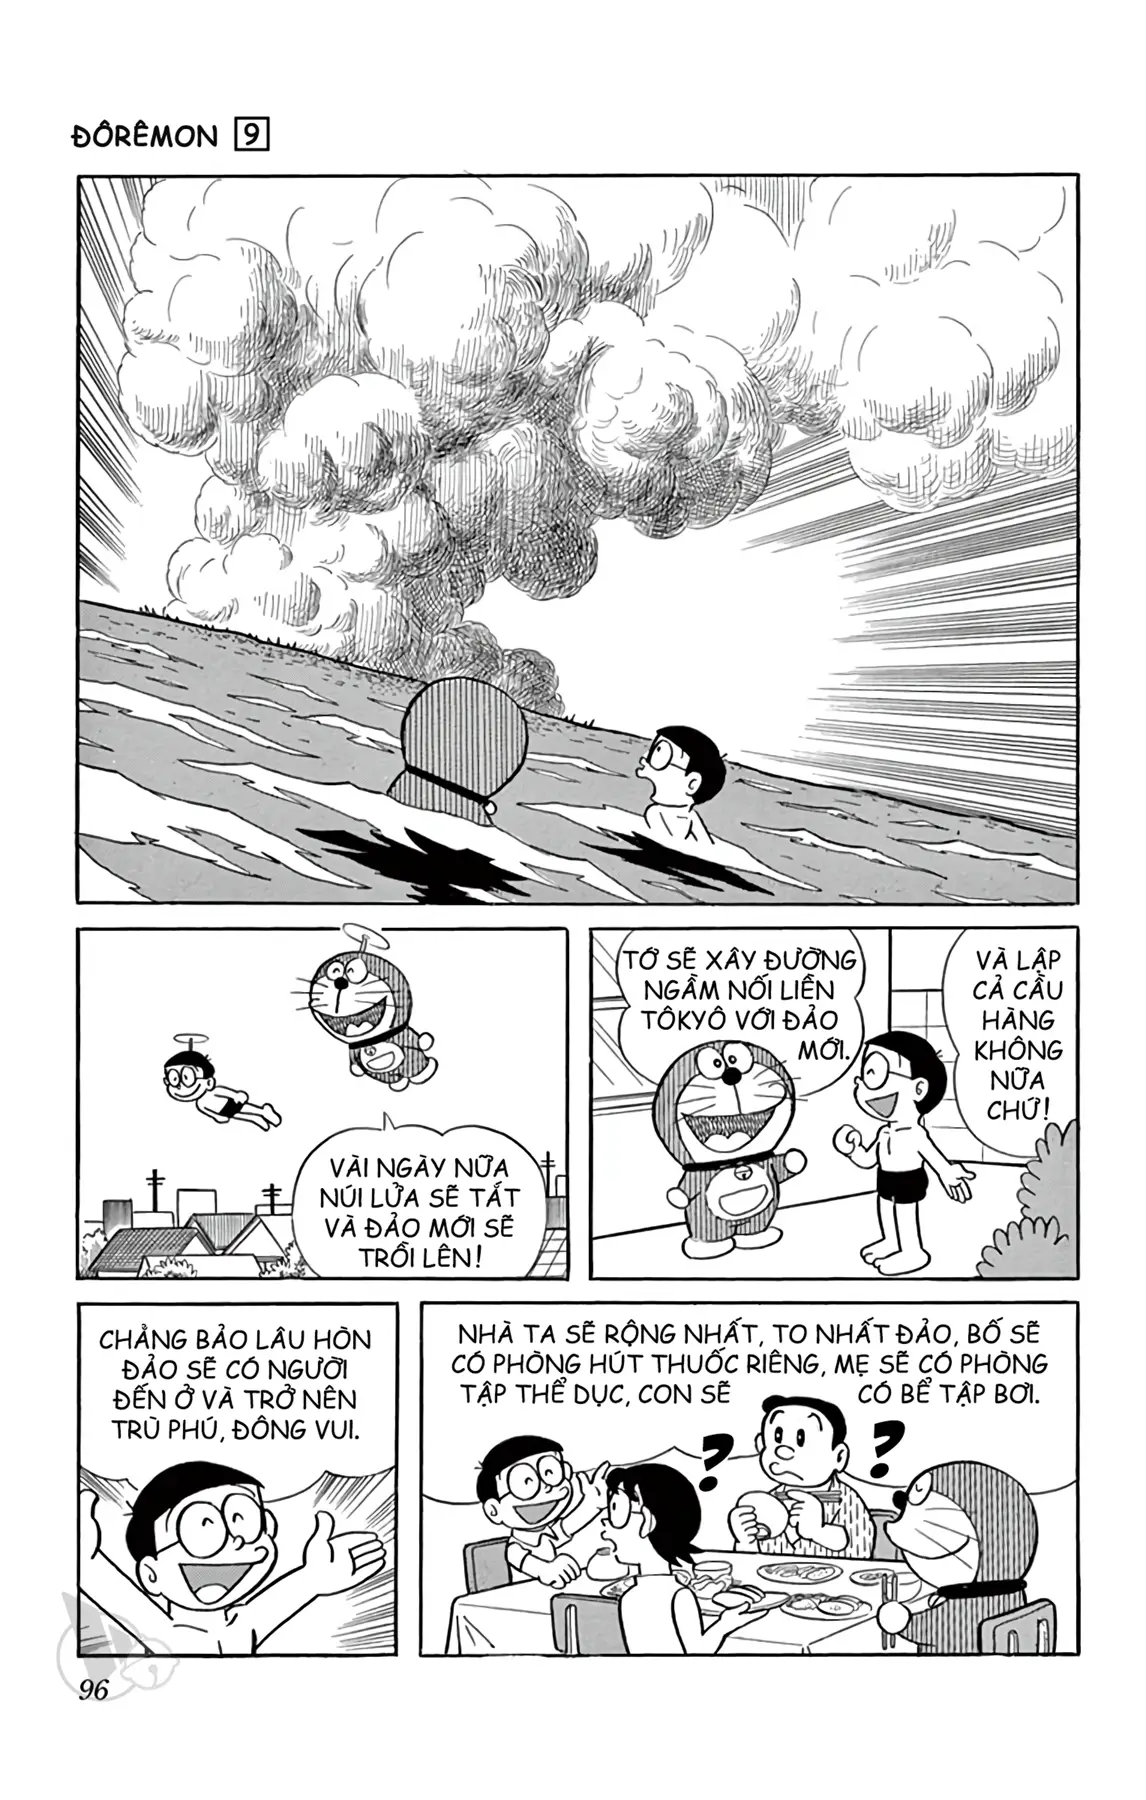 ĐÔRÊMON 9
VÀI NGÀY NỮA
NÚI LỬA SẼ TẮT
VÀ ĐẢO MỚI SẼ
TRỒI LÊN!
TỚ SẼ XÂY ĐƯỜNG
NGẦM NỐI LIỀN
TÔKYÔ VỚI ĐẢO
MỚI.
VÀ LẬP
CẢ CẦU
HÀNG
KHÔNG
NỮA
CHỨ!
CHẲNG BẢO LÂU HÒN
ĐẢO SẼ CÓ NGƯỜI
ĐẾN Ở VÀ TRỞ NÊN
TRÙ PHÚ, ĐÔNG VUI.
NHÀ TA SẼ RỘNG NHẤT, TO NHẤT ĐẢO, BỐ SẼ
CÓ PHÒNG HÚT THUỐC RIÊNG, MẸ SẼ CÓ PHÒNG
TẬP THỂ DỤC, CON SẼ CÓ BỂ TẬP BƠI.
? ?
96